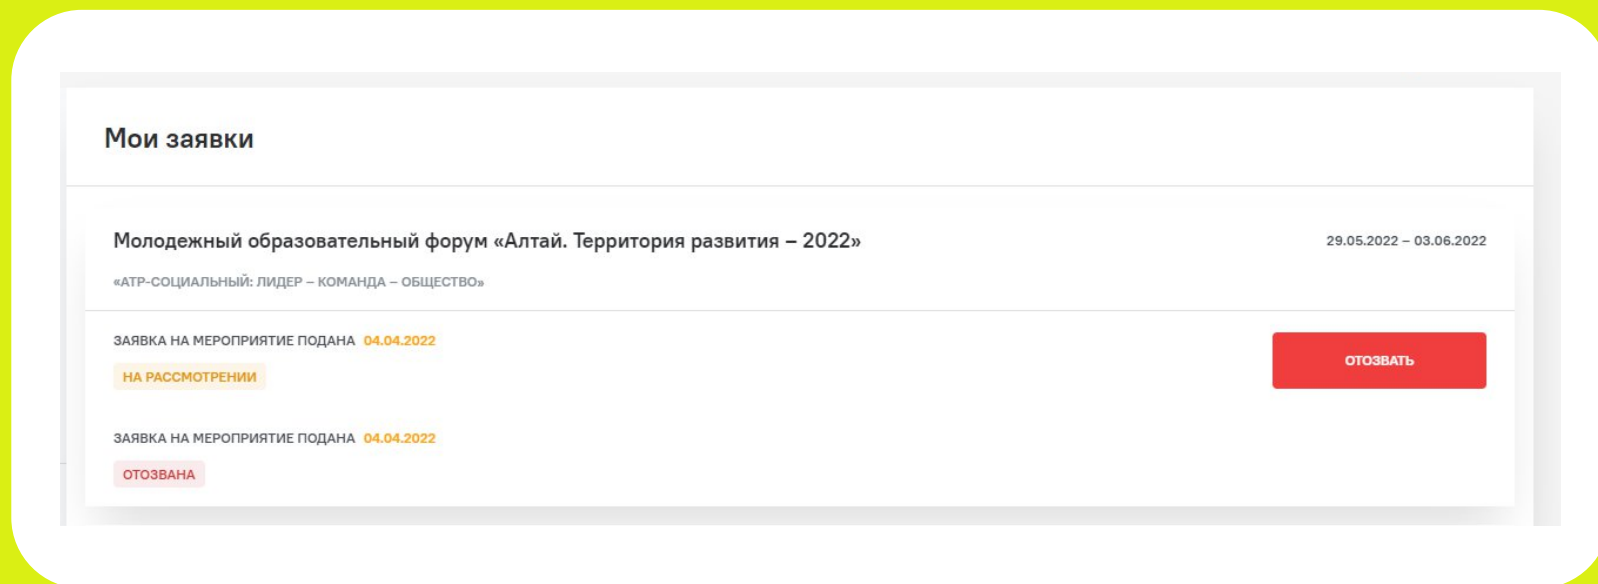 Мои заявки
Молодежный образовательный форум «Алтай. Территория развития – 2022»
29.05.2022 – 03.06.2022
«АТР-СОЦИАЛЬНЫЙ: ЛИДЕР – КОМАНДА – ОБЩЕСТВО»
ЗАЯВКА НА МЕРОПРИЯТИЕ ПОДАНА 04.04.2022
ОТОЗВАТЬ
НА РАССМОТРЕНИИ
ЗАЯВКА НА МЕРОПРИЯТИЕ ПОДАНА 04.04.2022
ОТОЗВАНА